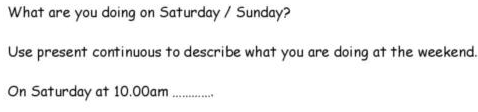 What are you doing on Saturday / Sunday?
Use present continuous to describe what you are doing at the weekend.
On Saturday at 10.00am .............